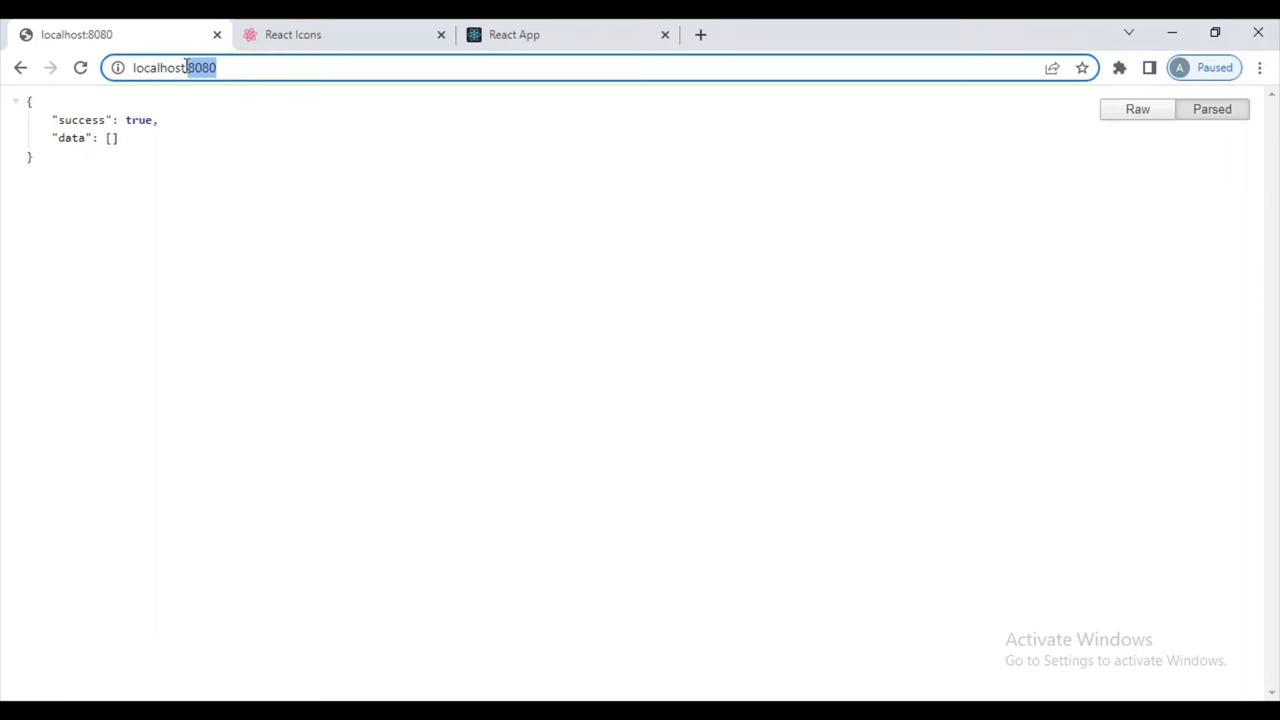 localhost:8080
React Icons
React App
localhost:8080
A Paused
{
"success": true,
"data": []
}
Raw Parsed
Activate Windows
Go to Settings to activate Windows.